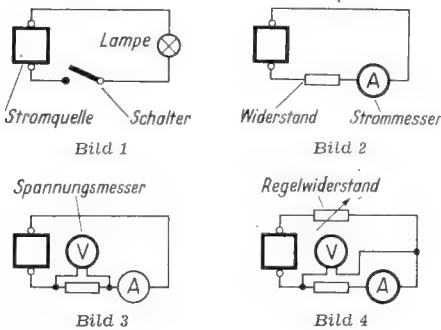 Lampe
Stromquelle
Schalter
Bild 1
A
Widerstand
Strommesser
Bild 2
Spannungsmesser
V
A
Bild 3
Regelwiderstand
V
A
Bild 4